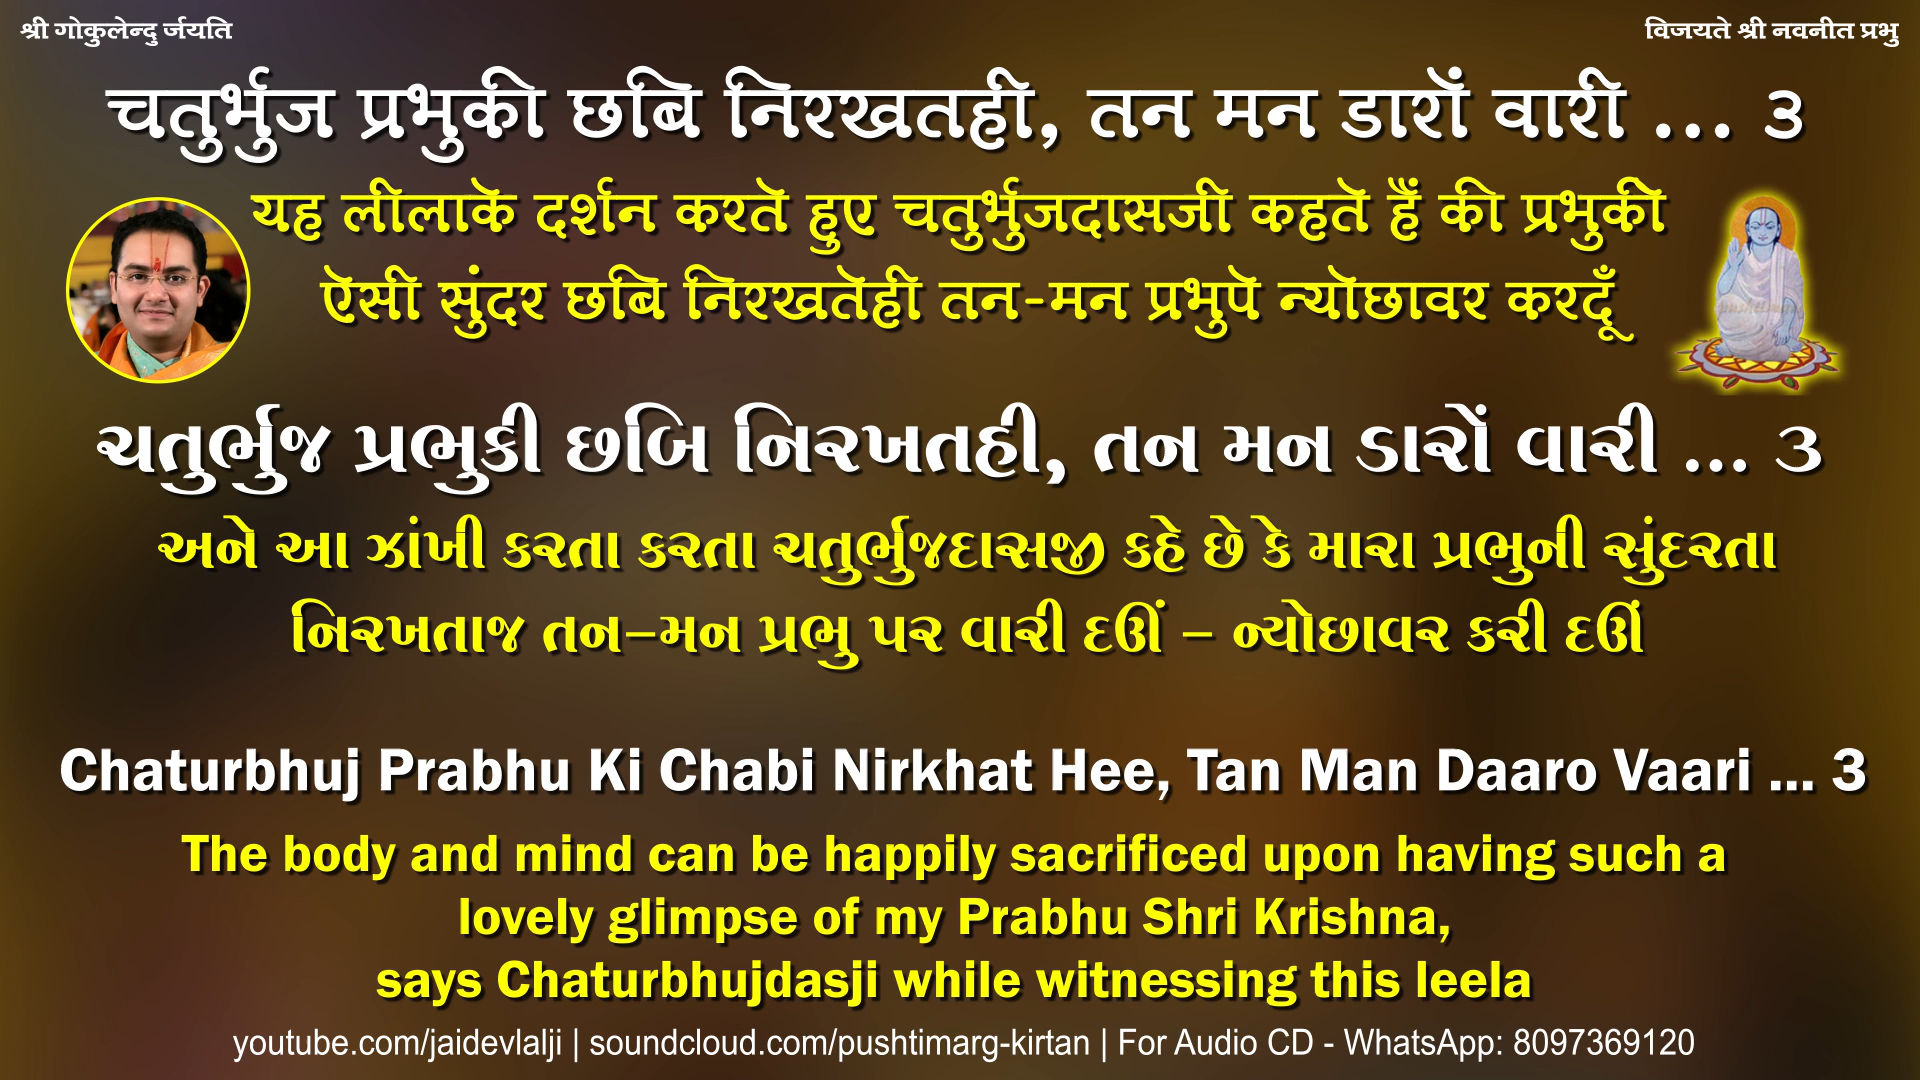 श्री गोकुलेन्दु र्जयति
विजयते श्री नवनीत प्रभु
चतुर्भुज प्रभुकी छबि निरखतही, तन मन डारों वारी ... ३
यह लीलाके दर्शन करते हुए चतुर्भुजदासजी कहते हैं की प्रभुकी
ऐसी सुंदर छबि निरखतेही तन-मन प्रभुपे न्योछावर करदूँ
ચતુર્ભુજ પ્રભુકી છબિ નિરખતહી, તન મન ડારોં વારી ... ૩
અને આ ઝાંખી કરતા કરતા ચતુર્ભુજદાસજી કહે છે કે મારા પ્રભુની સુંદરતા
નિરખતાજ તન-મન પ્રભુ પર વારી દઊં - ન્યોછાવર કરી દઊં
Chaturbhuj Prabhu Ki Chabi Nirkhat Hee, Tan Man Daaro Vaari ... 3
The body and mind can be happily sacrificed upon having such a
lovely glimpse of my Prabhu Shri Krishna,
says Chaturbhujdasji while witnessing this leela
youtube.com/jaidevlalji | soundcloud.com/pushtimarg-kirtan | For Audio CD - WhatsApp: 8097369120